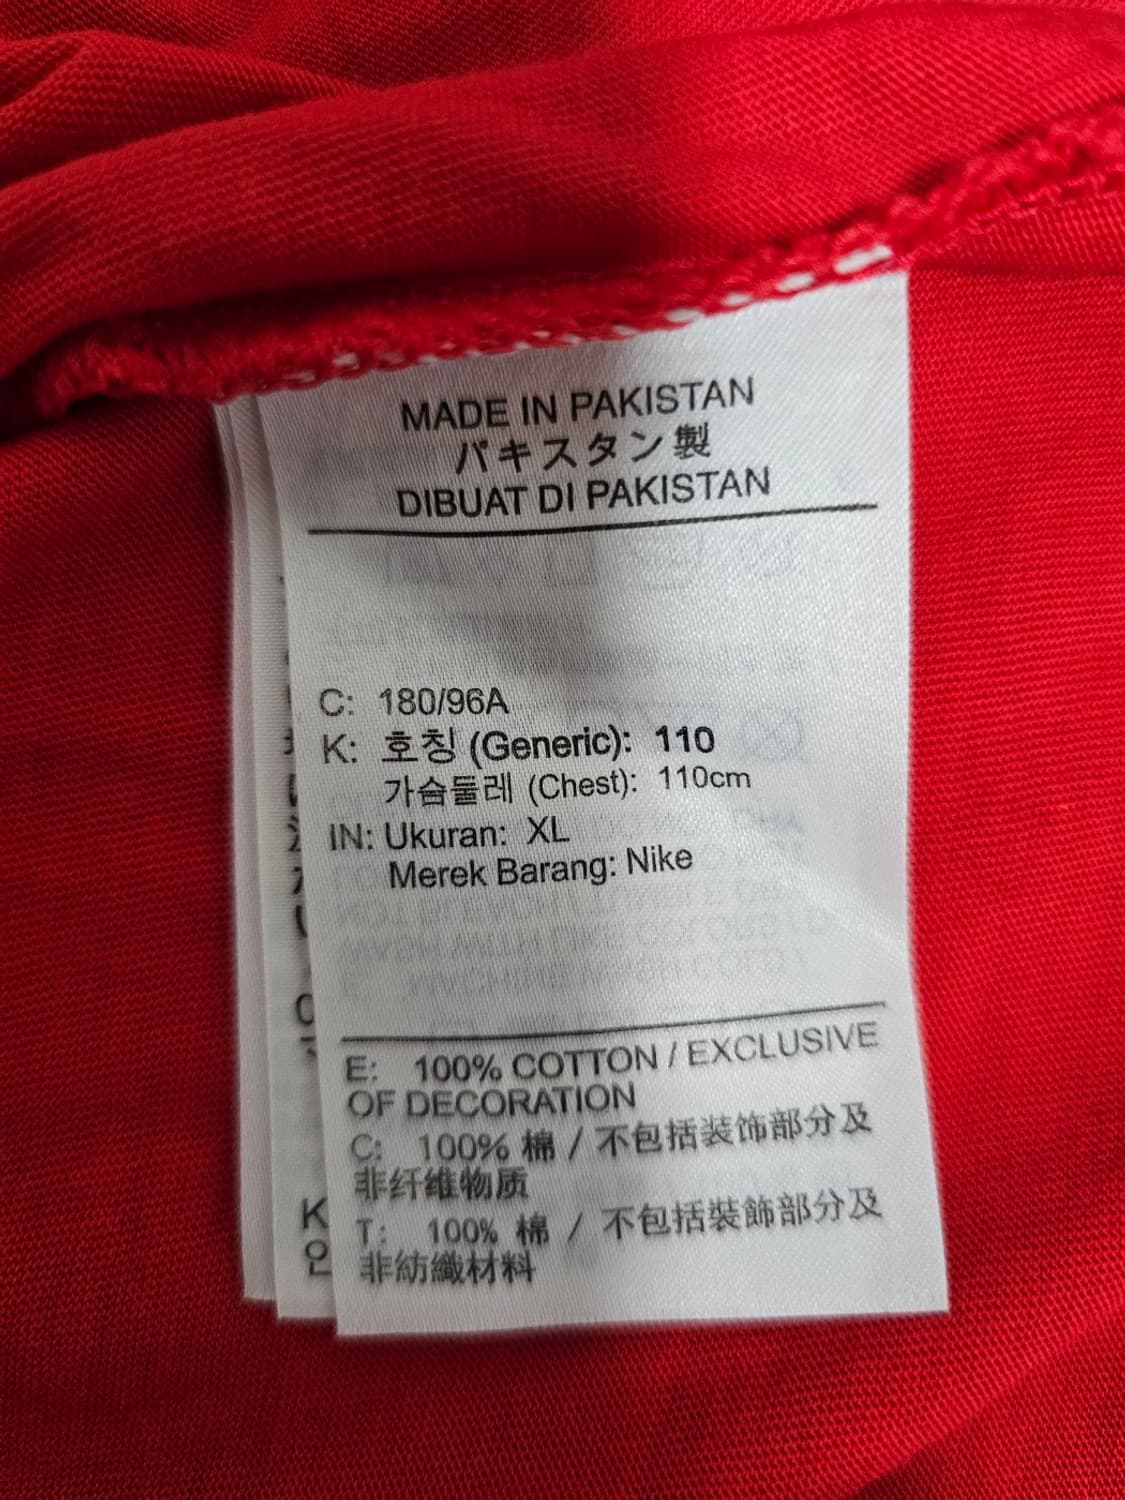 MADE IN PAKISTAN
パキスタン製
DIBUAT DI PAKISTAN
C: 180/96A
K: 호칭 (Generic): 110
가슴둘레 (Chest): 110cm
IN: Ukuran: XL
Merek Barang: Nike
E: 100% COTTON / EXCLUSIVE
OF DECORATION
C: 100% 棉 / 不包括装饰部分及
非纤维物质
T: 100% 棉 / 不包括裝飾部分及
非紡織材料